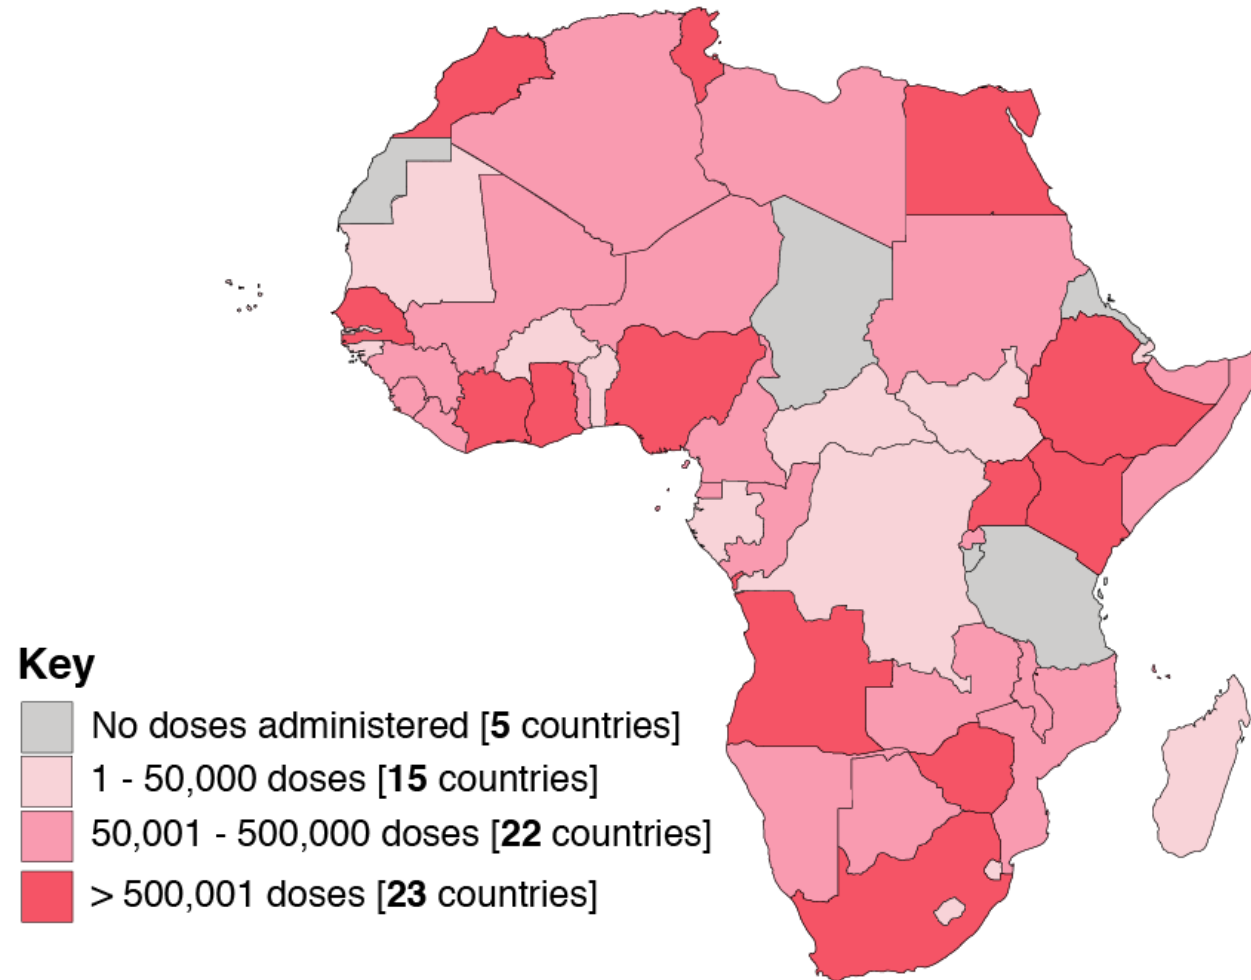 Key
No doses administered [5 countries]
1 - 50,000 doses [15 countries]
50,001 - 500,000 doses [22 countries]
> 500,001 doses [23 countries]